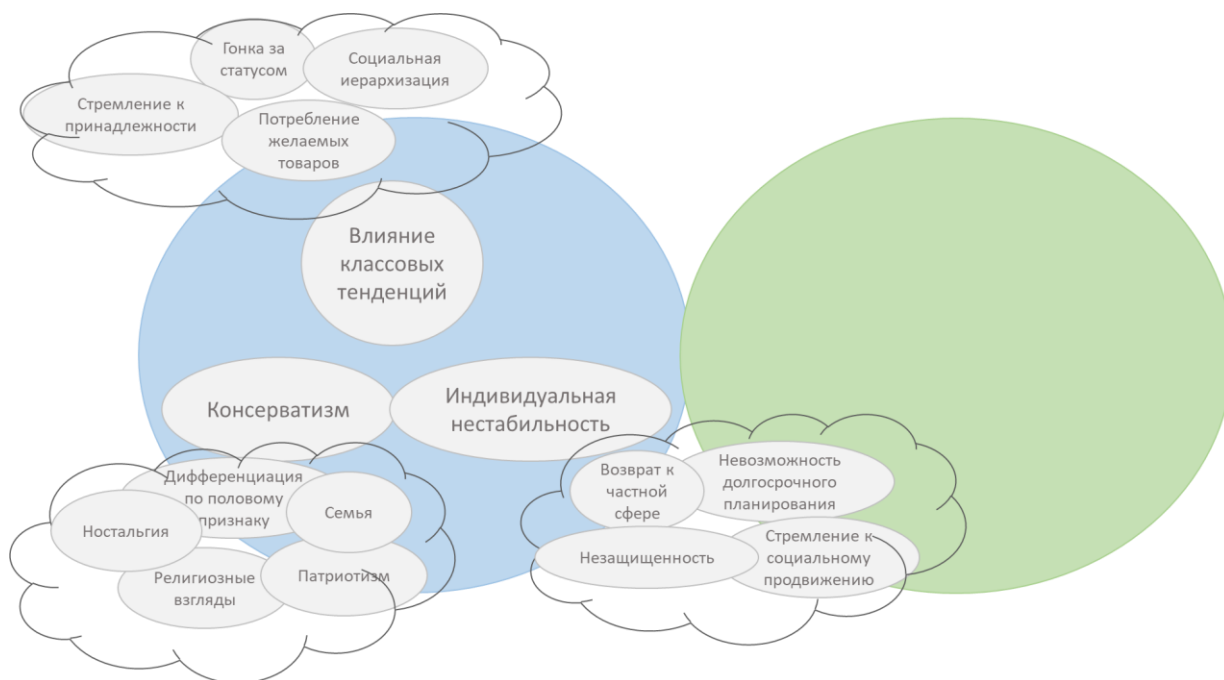 Гонка за
статусом
Социальная
иерархизация
Стремление к
принадлежности
Потребление
желаемых
товаров
Влияние
классовых
тенденций
Консерватизм
Индивидуальная
нестабильность
Дифференциация
по половому
признаку
Семья
Ностальгия
Религиозные
взгляды
Патриотизм
Возврат к
частной
сфере
Невозможность
долгосрочного
планирования
Незащищенность
Стремление к
социальному
продвижению